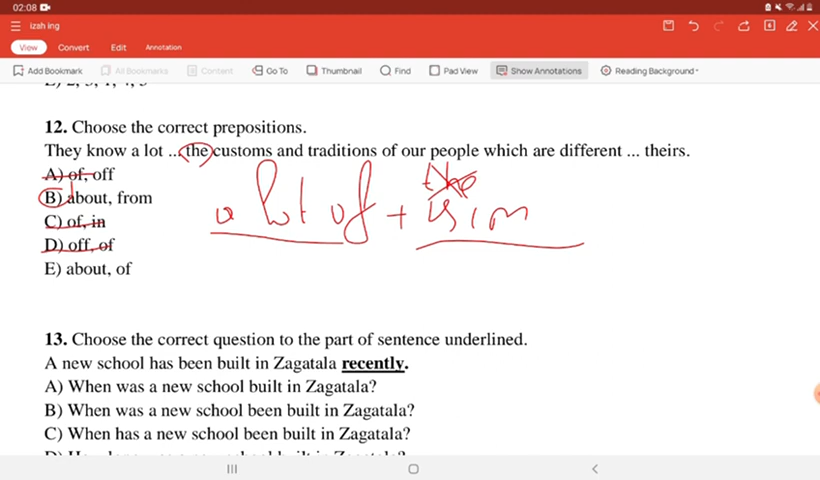 02:08
izah ing
View Convert Edit Annotation
Add Bookmark All Bookmarks Content Go To Thumbnail Find Pad View Show Annotations Reading Background
12. Choose the correct prepositions.
They know a lot ... the customs and traditions of our people which are different ... theirs.
A) of, off
B) about, from
C) of, in
D) off, of
E) about, of
the
a lot of + isim
13. Choose the correct question to the part of sentence underlined.
A new school has been built in Zagatala recently.
A) When was a new school built in Zagatala?
B) When was a new school been built in Zagatala?
C) When has a new school been built in Zagatala?